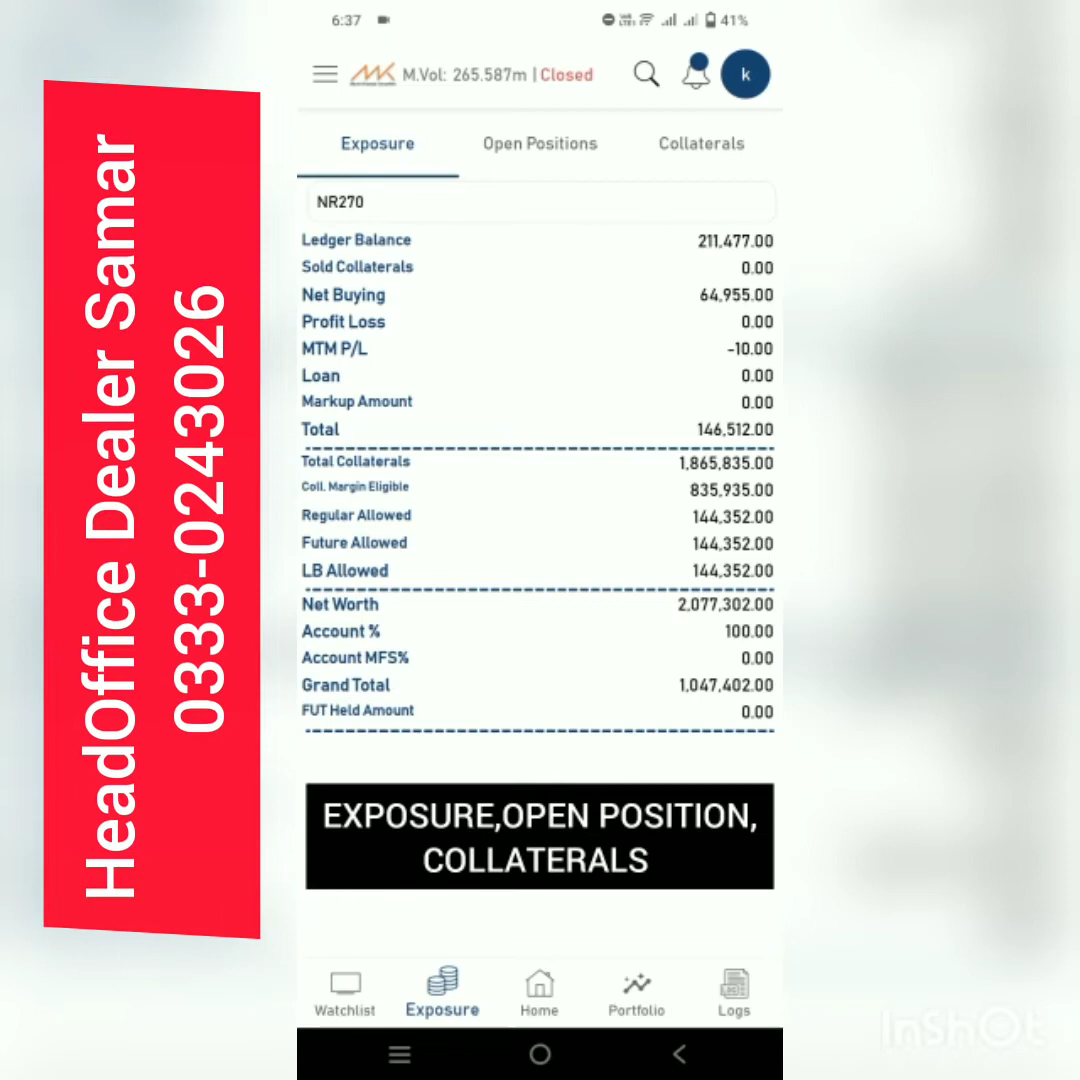 HeadOffice Dealer Samar
0333-0243026
6:37
41%
MK M.Vol: 265.587m | Closed
k
Exposure Open Positions Collaterals
NR270
Ledger Balance 211,477.00
Sold Collaterals 0.00
Net Buying 64,955.00
Profit Loss 0.00
MTM P/L -10.00
Loan 0.00
Markup Amount 0.00
Total 146,512.00
Total Collaterals 1,865,835.00
Coll. Margin Eligible 835,935.00
Regular Allowed 144,352.00
Future Allowed 144,352.00
LB Allowed 144,352.00
Net Worth 2,077,302.00
Account % 100.00
Account MFS% 0.00
Grand Total 1,047,402.00
FUT Held Amount 0.00
EXPOSURE,OPEN POSITION,
COLLATERALS
Watchlist Exposure Home Portfolio Logs
InShOt